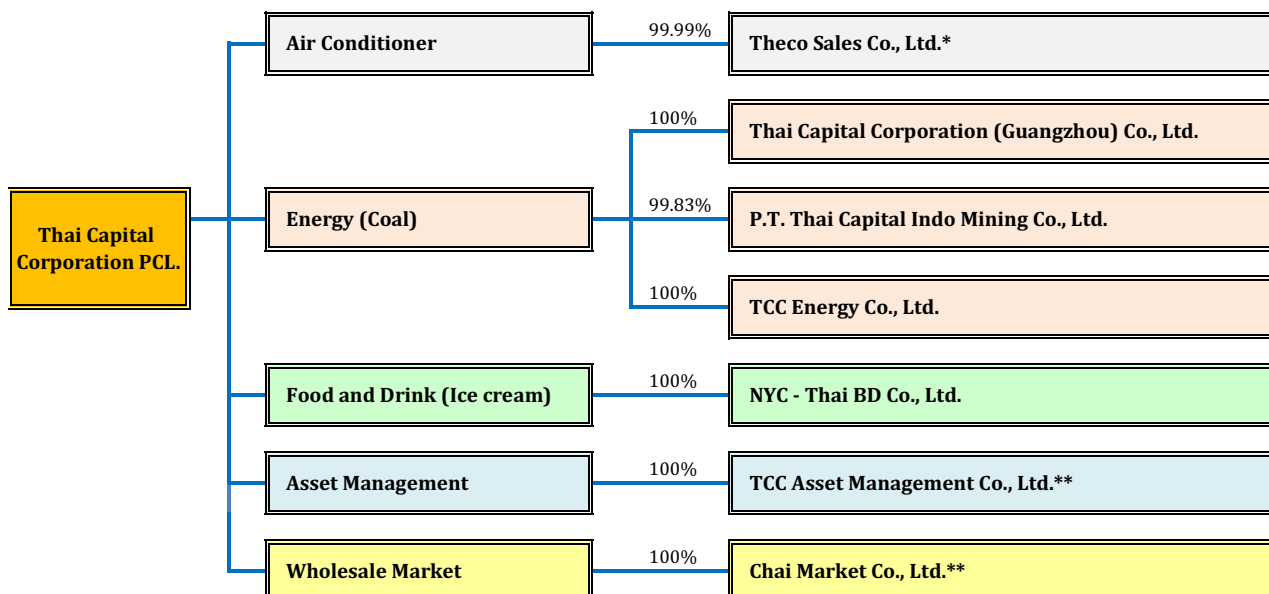 Air Conditioner
99.99%
Theco Sales Co., Ltd.*
100%
Thai Capital Corporation (Guangzhou) Co., Ltd.
Thai Capital
Corporation PCL.
Energy (Coal)
99.83%
P.T. Thai Capital Indo Mining Co., Ltd.
100%
TCC Energy Co., Ltd.
Food and Drink (Ice cream)
100%
NYC - Thai BD Co., Ltd.
Asset Management
100%
TCC Asset Management Co., Ltd.**
Wholesale Market
100%
Chai Market Co., Ltd.**